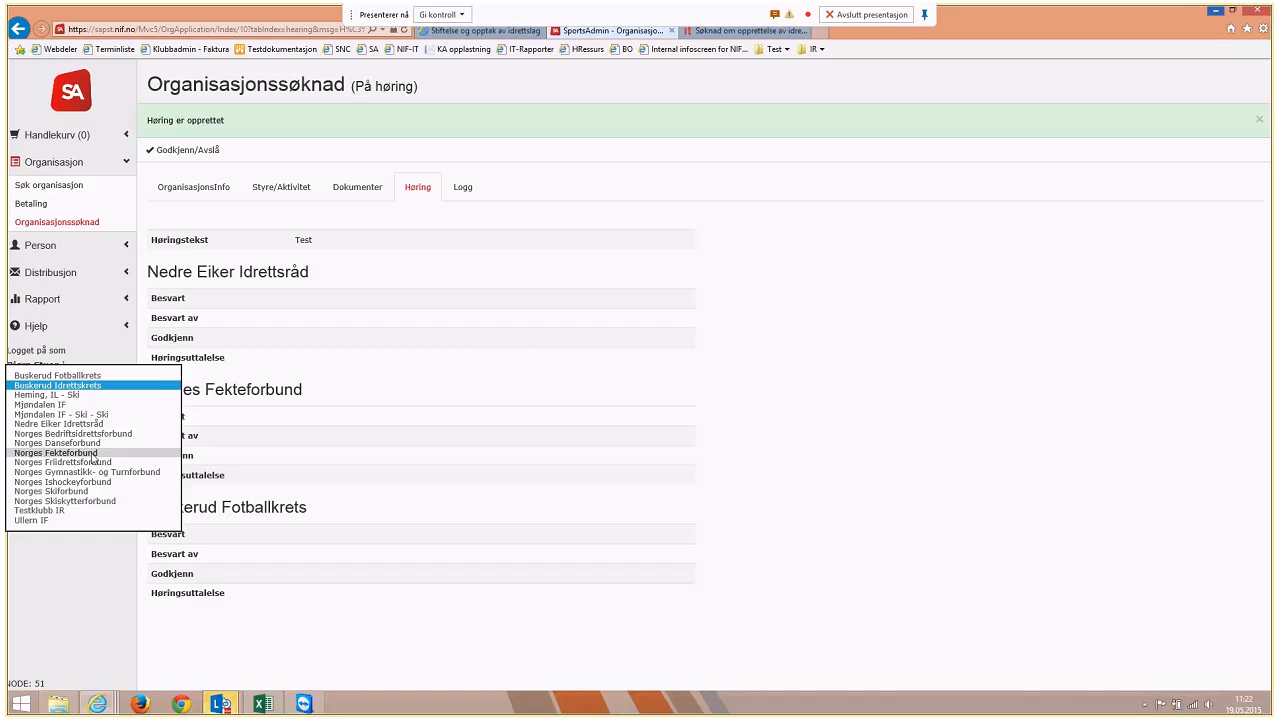 Presenterer nå
Gi kontroll
Avslutt presentasjon
https://sapst.nif.no/Mvc5/OrgApplication/Index/10?tabIndex=hearing&msg=H%C3%
Stiftelse og opptak av idrettslag
SportsAdmin - Organisasjo...
Søknad om opprettelse av idre...
Webdeler
Terminliste
Klubbadmin - Faktura
Testdokumentasjon
SNC
SA
NIF-IT
KA opplastning
IT-Rapporter
HRessurs
BO
Internal infoscreen for NIF...
Test
IR
SA
Organisasjonssøknad (På høring)
Høring er opprettet
Handlekurv (0)
Godkjenn/Avslå
Organisasjon
Søk organisasjon
Betaling
Organisasjonssøknad
Person
Distribusjon
Rapport
Hjelp
Logget på som
OrganisasjonsInfo
Styre/Aktivitet
Dokumenter
Høring
Logg
Høringstekst Test
Nedre Eiker Idrettsråd
Besvart
Besvart av
Godkjenn
Høringsuttalelse
es Fekteforbund
t
t av
nn
suttalelse
kerud Fotballkrets
Besvart
Besvart av
Godkjenn
Høringsuttalelse
Buskerud Fotballkrets
Buskerud Idrettskrets
Heming, IL - Ski
Mjøndalen IF
Mjøndalen IF - Ski - Ski
Nedre Eiker Idrettsråd
Norges Bedriftsidrettsforbund
Norges Danseforbund
Norges Fekteforbund
Norges Friidrettsforbund
Norges Gymnastikk- og Turnforbund
Norges Ishockeyforbund
Norges Skiforbund
Norges Skiskytterforbund
Testklubb IR
Ullern IF
NODE: 51
11:22
19.05.2015